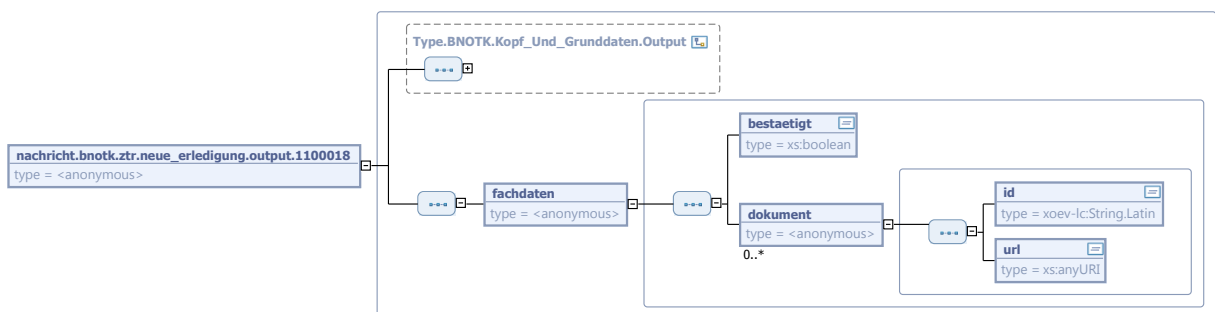 Type.BNOTK.Kopf_Und_Grunddaten.Output
nachricht.bnotk.ztr.neue_erledigung.output.1100018
type = <anonymous>
fachdaten
type = <anonymous>
bestaetigt
type = xs:boolean
dokument
type = <anonymous>
0..*
id
type = xoev-lc:String.Latin
url
type = xs:anyURI